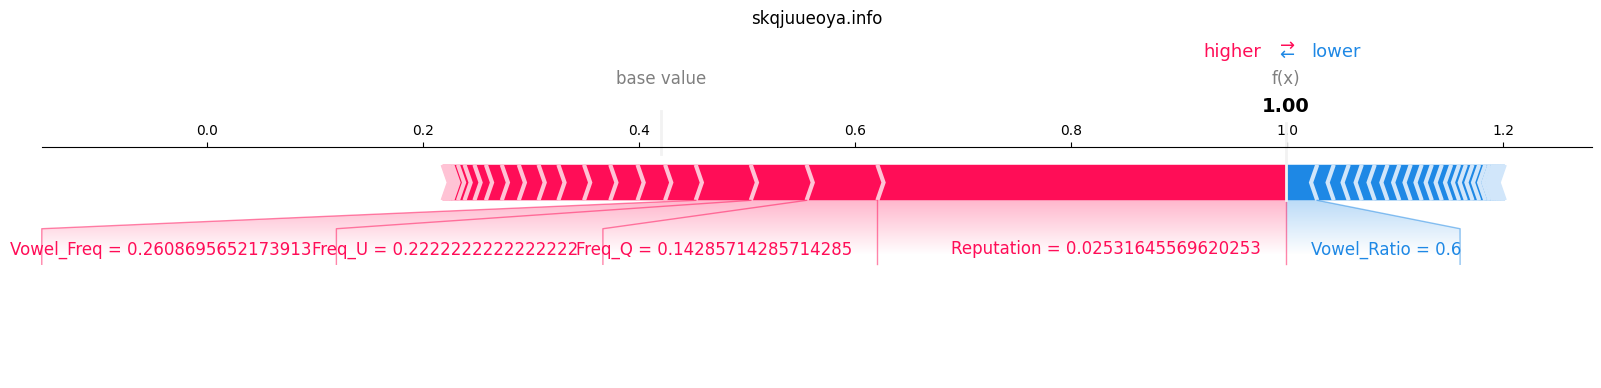 skqjuueoya.info
higher ⇄ lower
base value f(x)
1.00
0.0 0.2 0.4 0.6 0.8 1.0 1.2
Vowel_Freq = 0.2608695652173913 Freq_U = 0.2222222222222222 Freq_Q = 0.14285714285714285 Reputation = 0.02531645569620253 Vowel_Ratio = 0.6